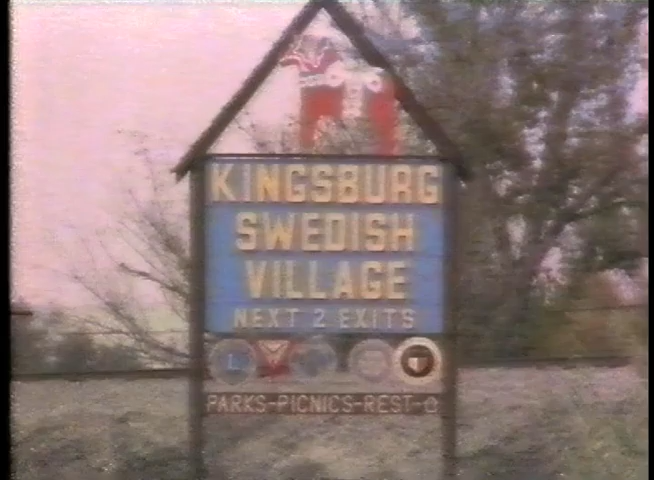 KINGSBURG
SWEDISH
VILLAGE
NEXT 2 EXITS
L
PARKS-PICNICS-REST-